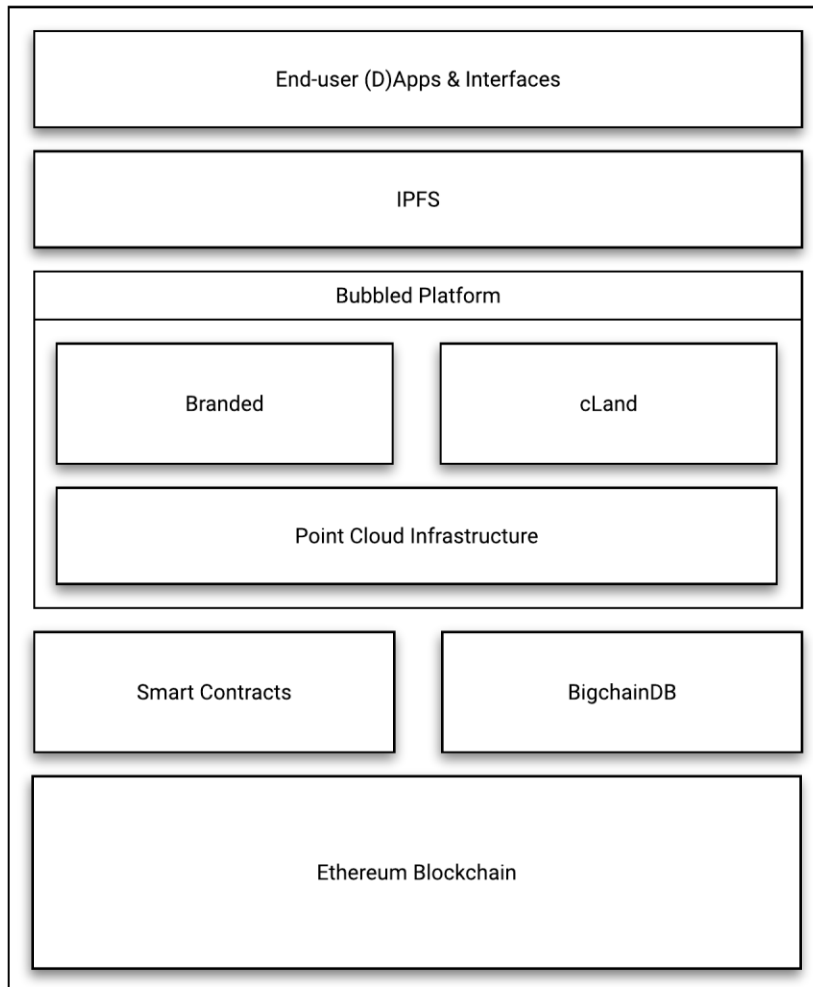 End-user (D)Apps & Interfaces
IPFS
Bubbled Platform
Branded
cLand
Point Cloud Infrastructure
Smart Contracts
BigchainDB
Ethereum Blockchain